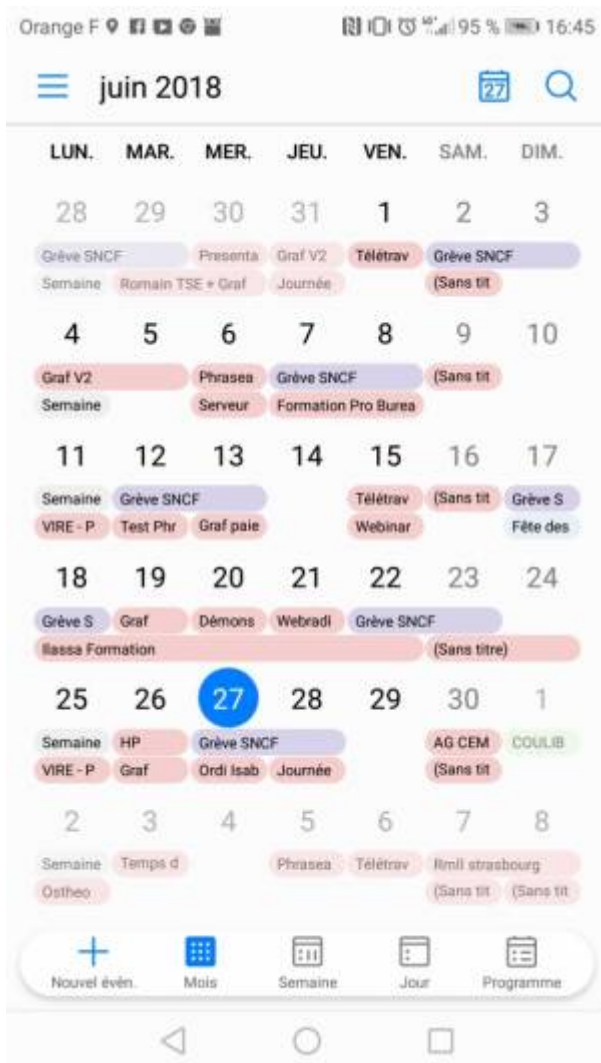 Orange F 95 % 16:45
juin 2018 27
LUN. MAR. MER. JEU. VEN. SAM. DIM.
28 29 30 31 1 2 3
Grève SNCF Presenta Graf V2 Télétrav Grève SNCF
Semaine Romain TSE + Graf Journée (Sans tit
4 5 6 7 8 9 10
Graf V2 Phrasea Grève SNCF (Sans tit
Semaine Serveur Formation Pro Burea
11 12 13 14 15 16 17
Semaine Grève SNCF Télétrav (Sans tit Grève S
VIRE - P Test Phr Graf paie Webinar Fête des
18 19 20 21 22 23 24
Grève S Graf Démons Webradi Grève SNCF
Ilassa Formation (Sans titre)
25 26 27 28 29 30 1
Semaine HP Grève SNCF AG CEM COULIB
VIRE - P Graf Ordi Isab Journée (Sans tit
2 3 4 5 6 7 8
Semaine Temps d Phrasea Télétrav Rmll strasbourg
Ostheo (Sans tit (Sans tit
Nouvel évén. Mois Semaine Jour Programme